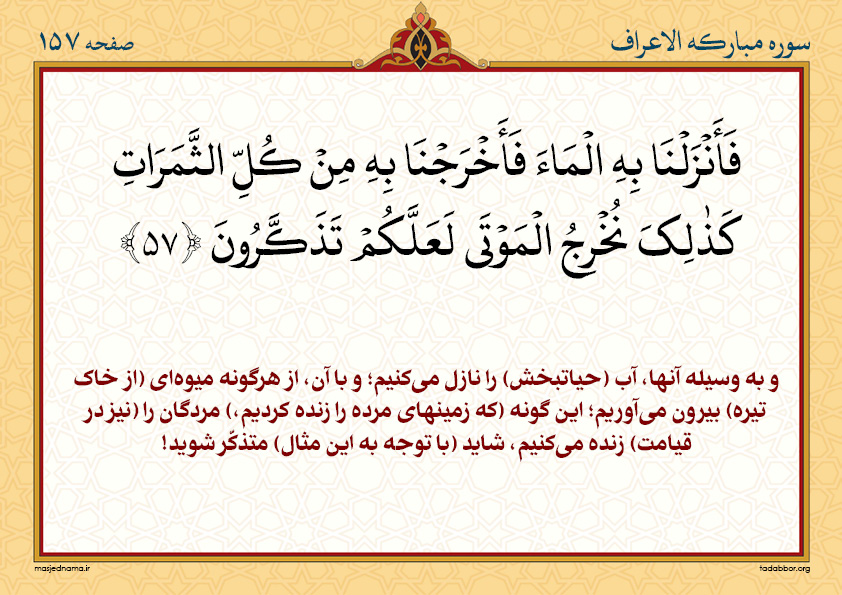 سوره مبارکه الاعراف
صفحه ۱۵۷
فَأَنْزَلْنَا بِهِ الْمَاءَ فَأَخْرَجْنَا بِهِ مِنْ كُلِّ الثَّمَرَاتِ
كَذٰلِكَ نُخْرِجُ الْمَوْتَى لَعَلَّكُمْ تَذَكَّرُونَ ﴿۵۷﴾
و به وسیله آنها، آب (حیاتبخش) را نازل می‌کنیم؛ و با آن، از هرگونه میوه‌ای (از خاک
تیره) بیرون می‌آوریم؛ این گونه (که زمینهای مرده را زنده کردیم،) مردگان را (نیز در
قیامت) زنده می‌کنیم، شاید (با توجه به این مثال) متذکّر شوید!
masjednama.ir
tadabbor.org